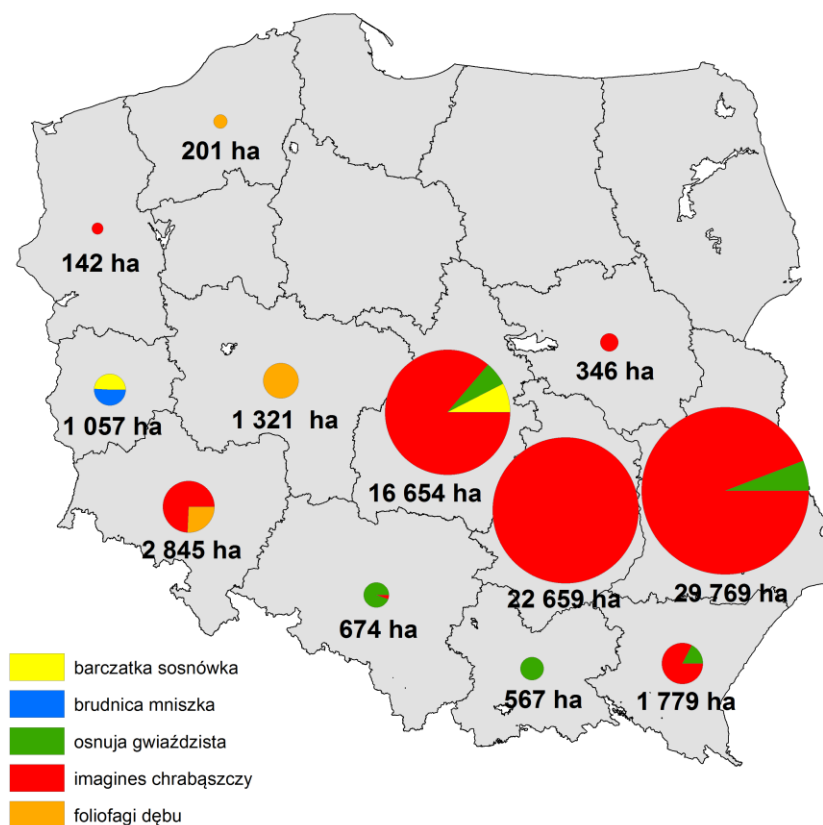 201 ha
142 ha
346 ha
1 057 ha
1 321 ha
16 654 ha
2 845 ha
22 659 ha
29 769 ha
674 ha
567 ha
1 779 ha
barczatka sosnówka
brudnica mniszka
osnuja gwiaździsta
imagines chrabąszczy
foliofagi dębu